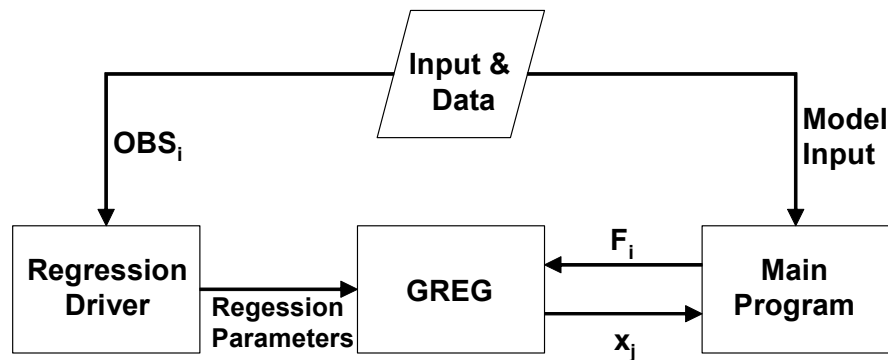 Input &
Data
OBSi
Model
Input
Regression
Driver
Regession
Parameters
GREG
Fi
xj
Main
Program